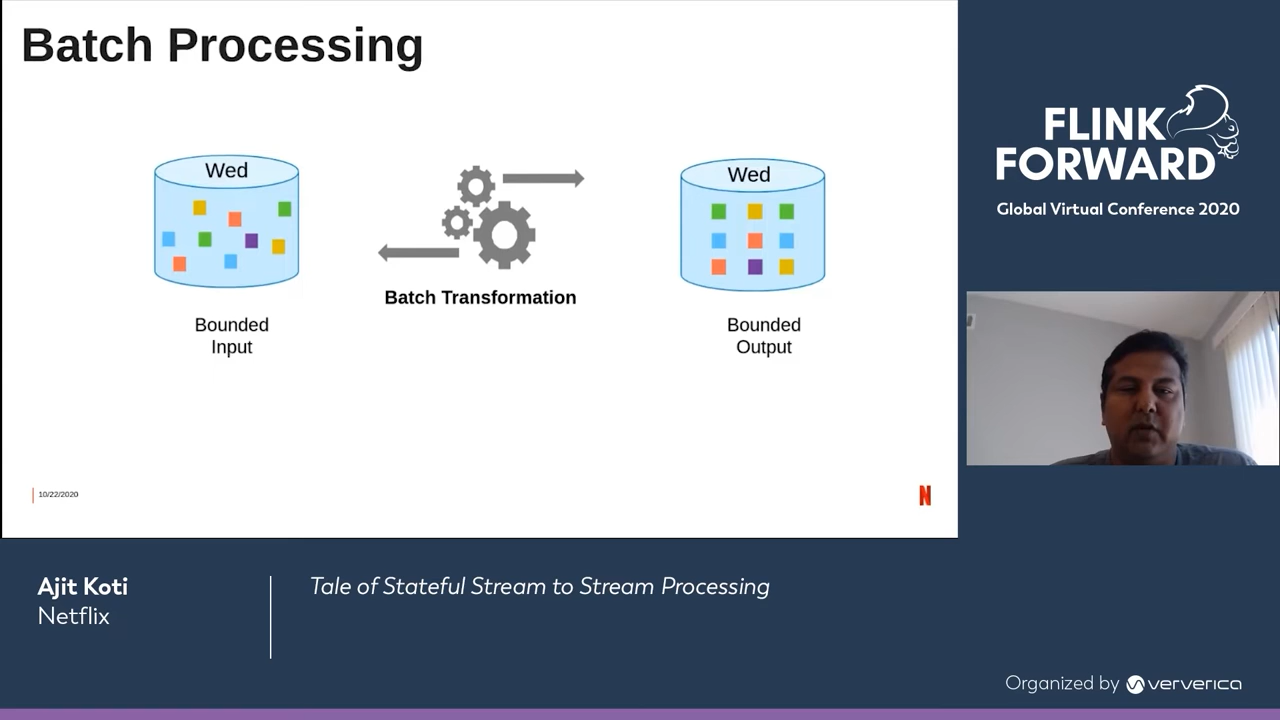 Batch Processing
Wed
Wed
Batch Transformation
Bounded
Input
Bounded
Output
10/22/2020
N
FLINK
FORWARD
Global Virtual Conference 2020
Ajit Koti
Netflix
Tale of Stateful Stream to Stream Processing
Organized by ververica